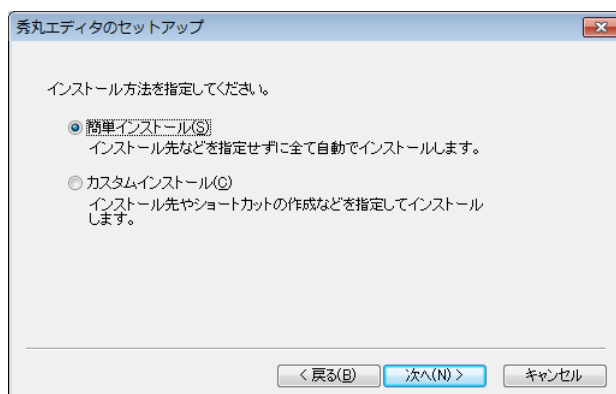 秀丸エディタのセットアップ
インストール方法を指定してください。
簡単インストール(S)
インストール先などを指定せずに全て自動でインストールします。
カスタムインストール(C)
インストール先やショートカットの作成などを指定してインストール
します。
< 戻る(B) 次へ(N) > キャンセル